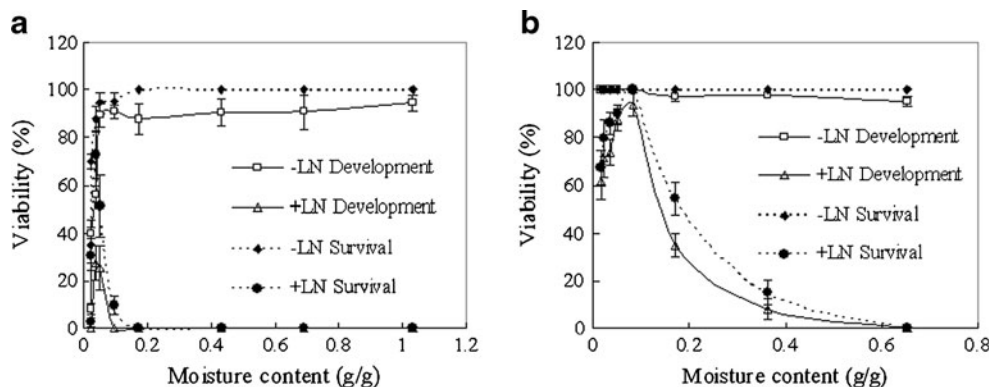 a
120
100
80
60
40
20
0
Viability (%)
-LN Development
+LN Development
-LN Survival
+LN Survival
0 0.2 0.4 0.6 0.8 1 1.2
Moisture content (g/g)
b
120
100
80
60
40
20
0
Viability (%)
-LN Development
+LN Development
-LN Survival
+LN Survival
0 0.2 0.4 0.6 0.8
Moisture content (g/g)